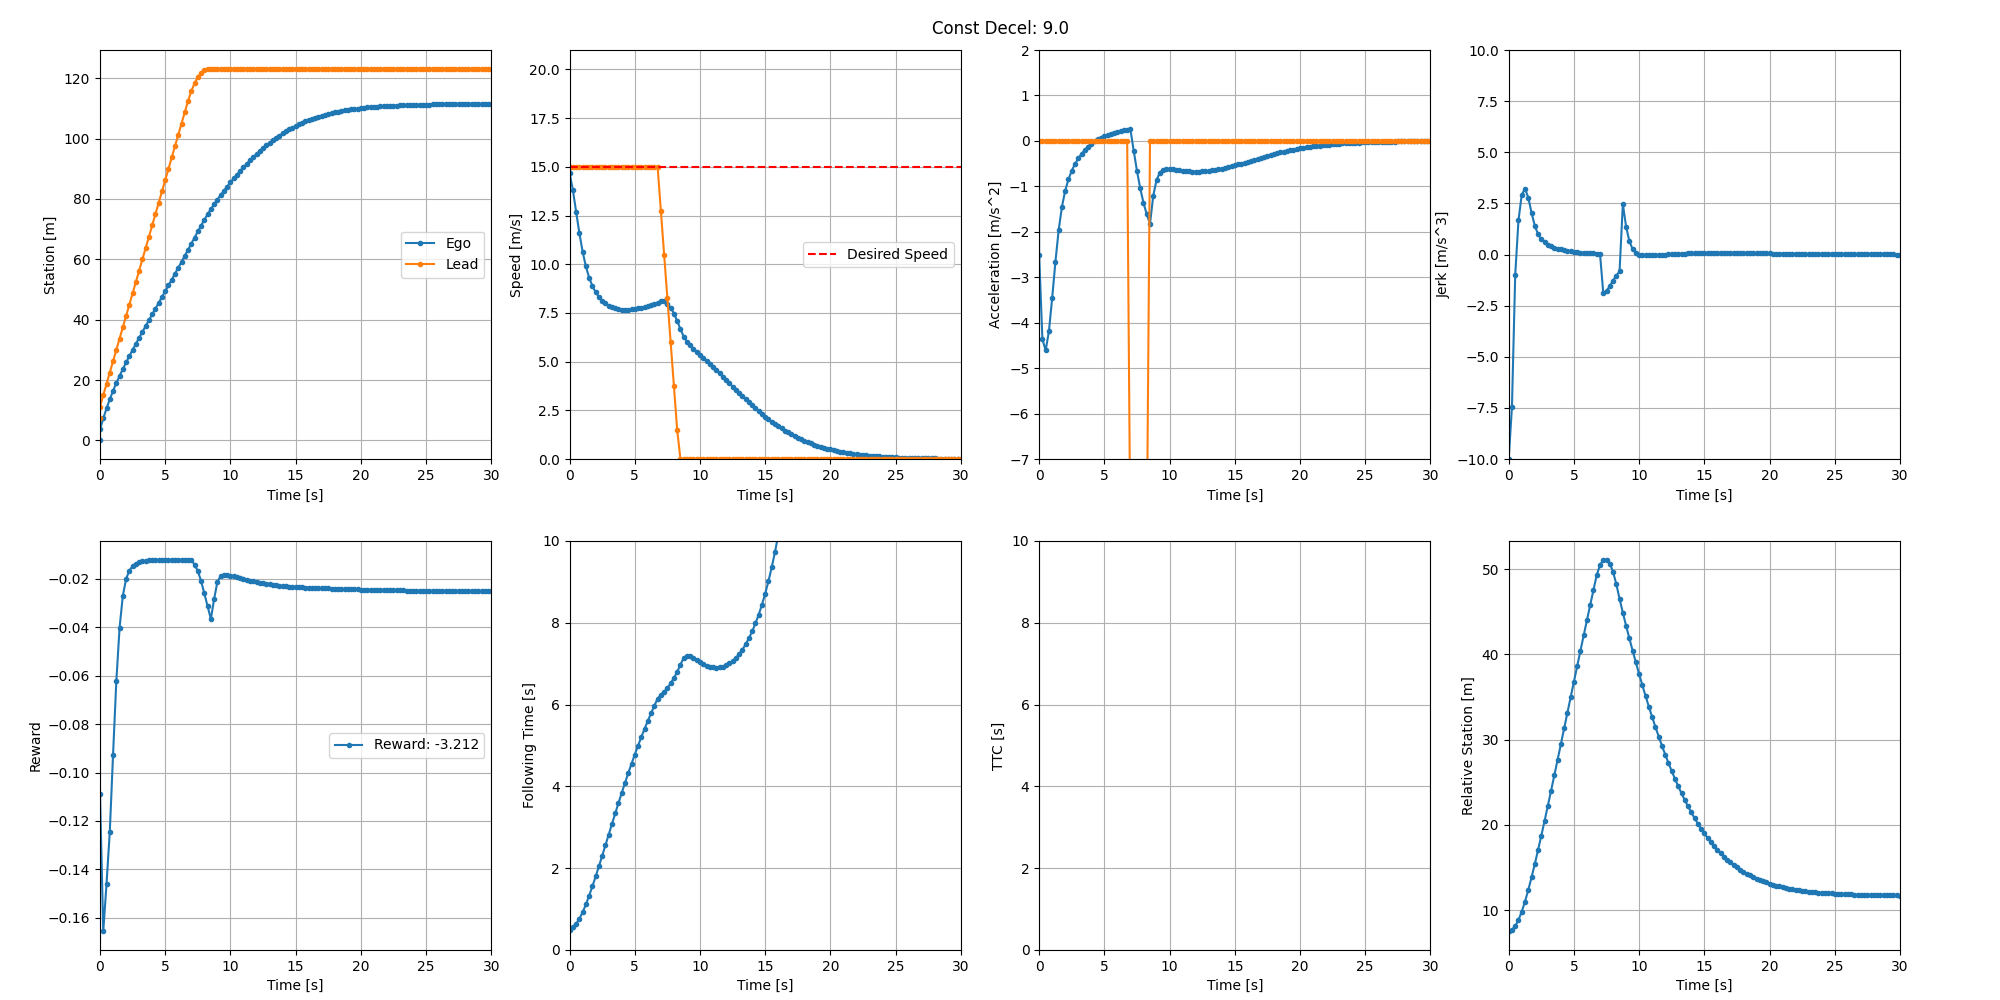 Const Decel: 9.0
Station [m]
120
100
80
60
40
20
0
Ego
Lead
0 5 10 15 20 25 30
Time [s]
Speed [m/s]
20.0
17.5
15.0
12.5
10.0
7.5
5.0
2.5
0.0
Desired Speed
0 5 10 15 20 25 30
Time [s]
Acceleration [m/s^2]
2
1
0
−1
−2
−3
−4
−5
−6
−7
0 5 10 15 20 25 30
Time [s]
Jerk [m/s^3]
10.0
7.5
5.0
2.5
0.0
−2.5
−5.0
−7.5
−10.0
0 5 10 15 20 25 30
Time [s]
Reward
−0.02
−0.04
−0.06
−0.08
−0.10
−0.12
−0.14
−0.16
Reward: -3.212
0 5 10 15 20 25 30
Time [s]
Following Time [s]
10
8
6
4
2
0
0 5 10 15 20 25 30
Time [s]
TTC [s]
10
8
6
4
2
0
0 5 10 15 20 25 30
Time [s]
Relative Station [m]
50
40
30
20
10
0 5 10 15 20 25 30
Time [s]